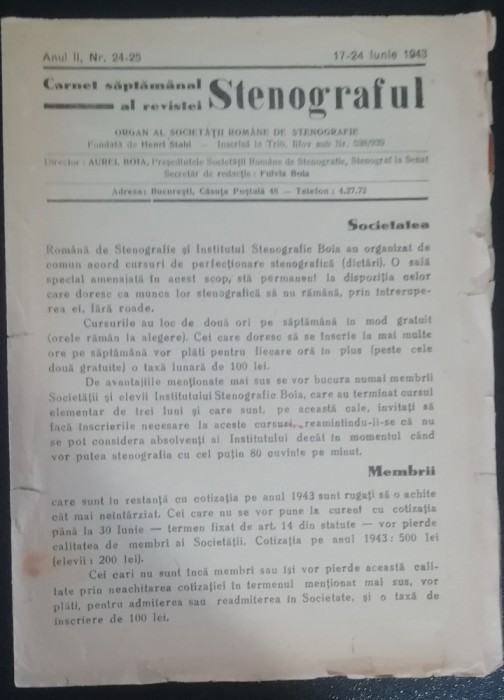 Anul II, Nr. 24-25 17-24 Iunie 1943
Carnet săptămânal
al revistei Stenograful
ORGAN AL SOCIETĂȚII ROMÂNE DE STENOGRAFIE
Fondată de Henri Stahl — Inscrisă la Trib. Ilfov sub Nr. 598/939
Director: AUREL BOIA, Președintele Societății Române de Stenografie, Stenograf la Senat
Secretar de redacție: Fulvia Boia
Adresa: București, Căsuța Poștală 48 — Telefon: 4.27.72
Societatea
Română de Stenografie și Institutul Stenografic Boia au organizat de
comun acord cursuri de perfecționare stenografică (dictări). O sală
special amenajată în acest scop, stă permanent la dispoziția celor
care doresc ca munca lor stenografică să nu rămână, prin întrerupe-
rea ei, fără roade.
Cursurile au loc de două ori pe săptămână în mod gratuit
(orele rămân la alegere). Cei care doresc să se înscrie la mai multe
ore pe săptămână vor plăti pentru fiecare oră în plus (peste cele
două gratuite) o taxă lunară de 100 lei.
De avantajiile menționate mai sus se vor bucura numai membrii
Societății și elevii Institutului Stenografic Boia, care au terminat cursul
elementar de trei luni și care sunt, pe această cale, invitați să
facă înscrierile necesare la aceste cursuri, reamintindu-li-se că nu
se pot considera absolvenți ai Institutului decât în momentul când
vor putea stenografia cu cel puțin 80 cuvinte pe minut.
Membrii
care sunt în restanță cu cotizația pe anul 1943 sunt rugați să o achite
cât mai neîntârziat. Cei care nu se vor pune la curent cu cotizația
până la 30 Iunie — termen fixat de art. 14 din statute — vor pierde
calitatea de membri ai Societății. Cotizația pe anul 1943: 500 lei
(elevii: 200 lei).
Cei cari nu sunt încă membri sau își vor pierde această cali-
tate prin neachitarea cotizației în termenul menționat mai sus, vor
plăti, pentru admiterea sau readmiterea în Societate, și o taxă de
înscriere de 100 lei.